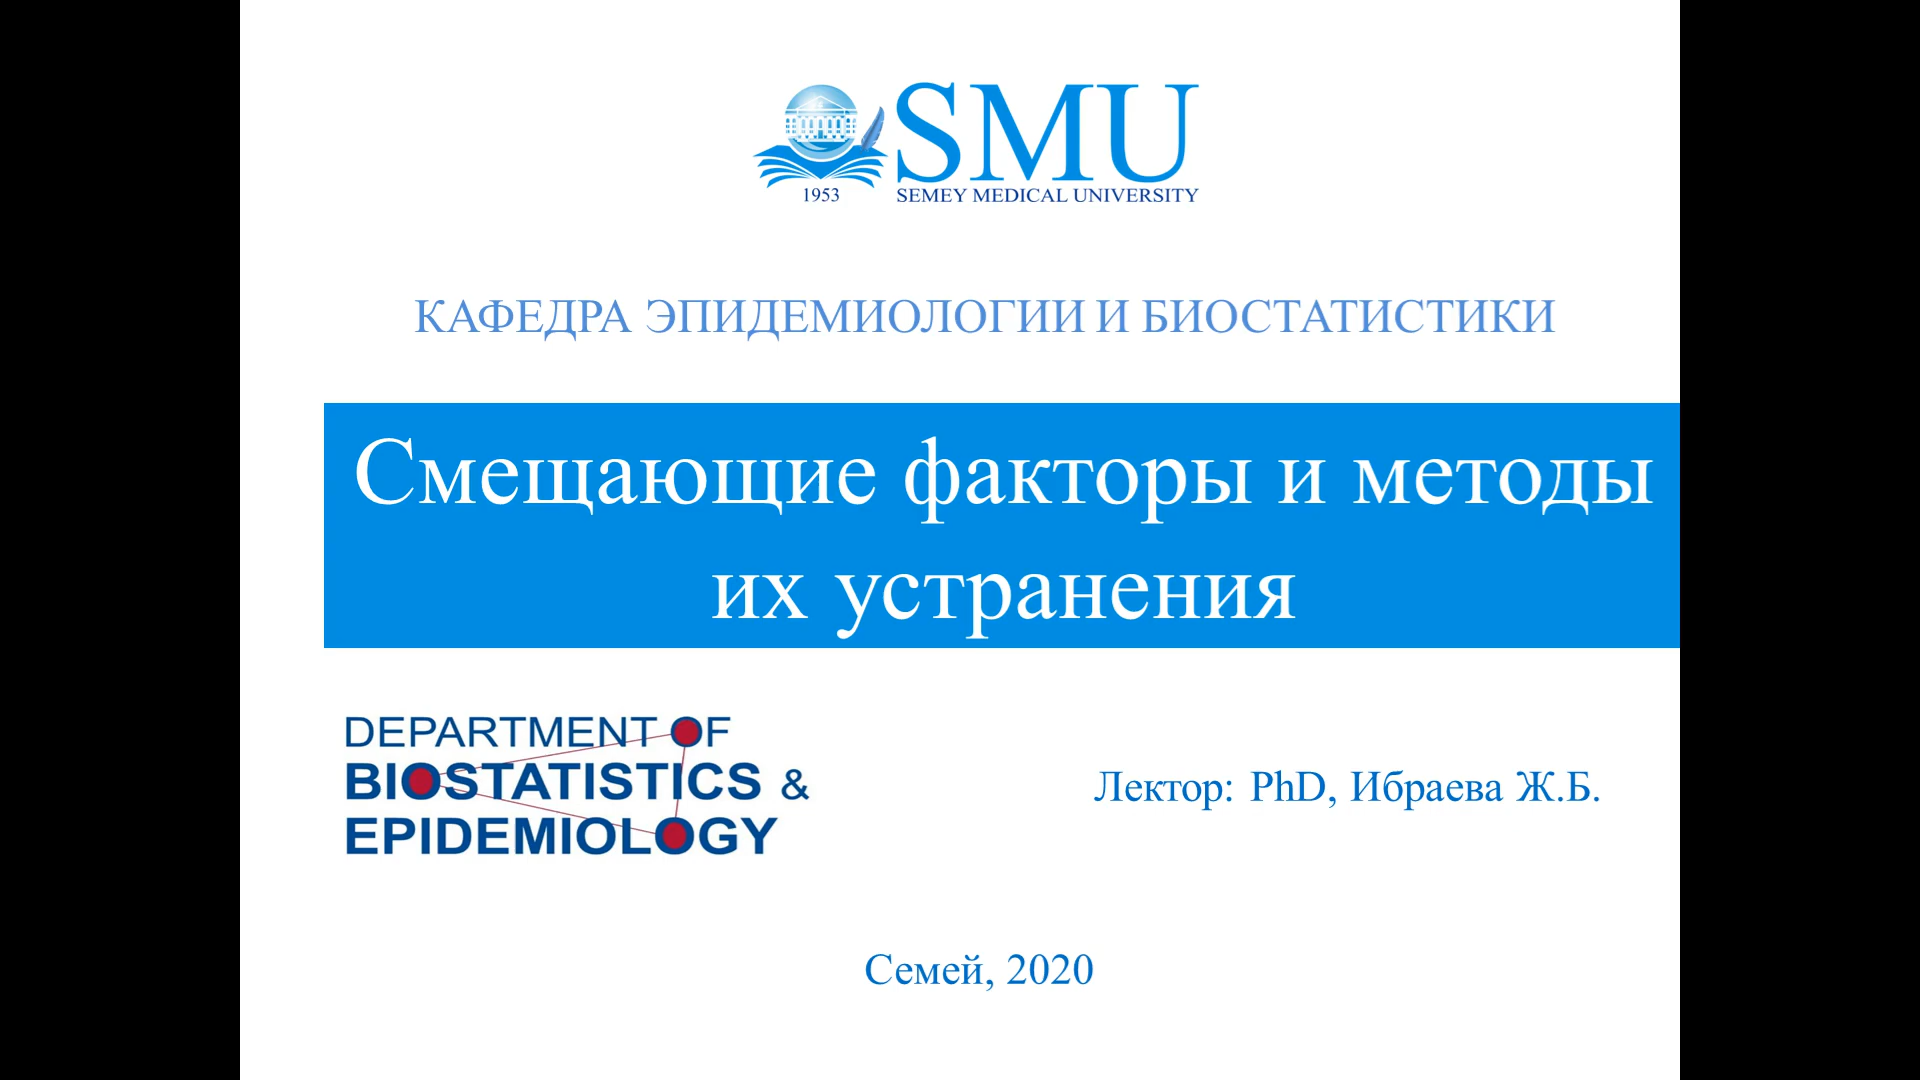 SMU
1953
SEMEY MEDICAL UNIVERSITY
КАФЕДРА ЭПИДЕМИОЛОГИИ И БИОСТАТИСТИКИ
Смещающие факторы и методы
их устранения
DEPARTMENT OF
BIOSTATISTICS &
EPIDEMIOLOGY
Лектор: PhD, Ибраева Ж.Б.
Семей, 2020